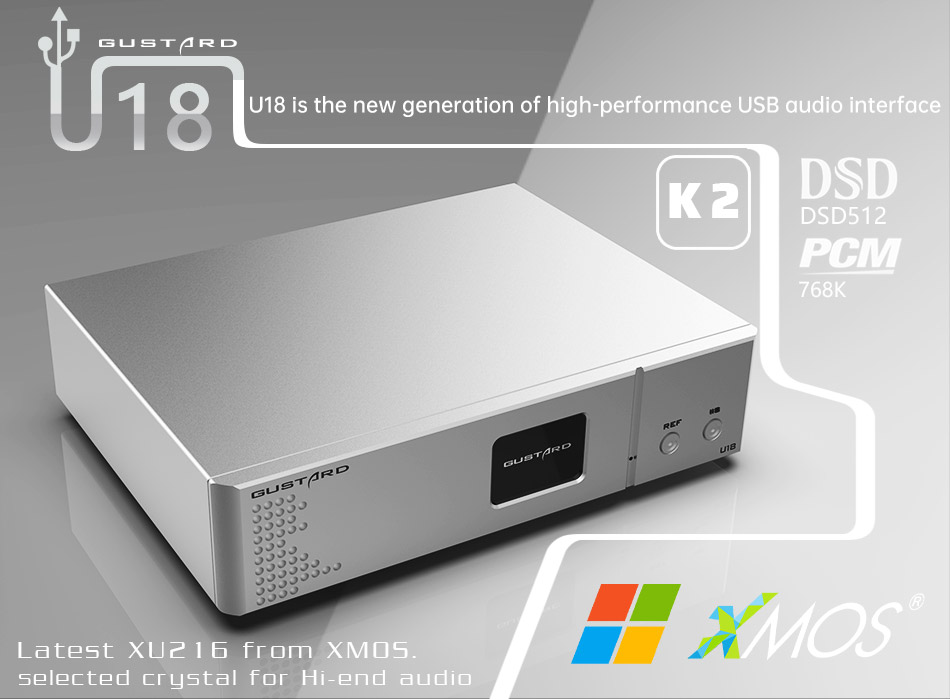 GUSTARD
U18
U18 is the new generation of high-performance USB audio interface
K2
DSD
DSD512
PCM
768K
REF
GUSTARD
U18
GUSTARD
XMOS®
Latest XU216 from XMOS.
selected crystal for Hi-end audio